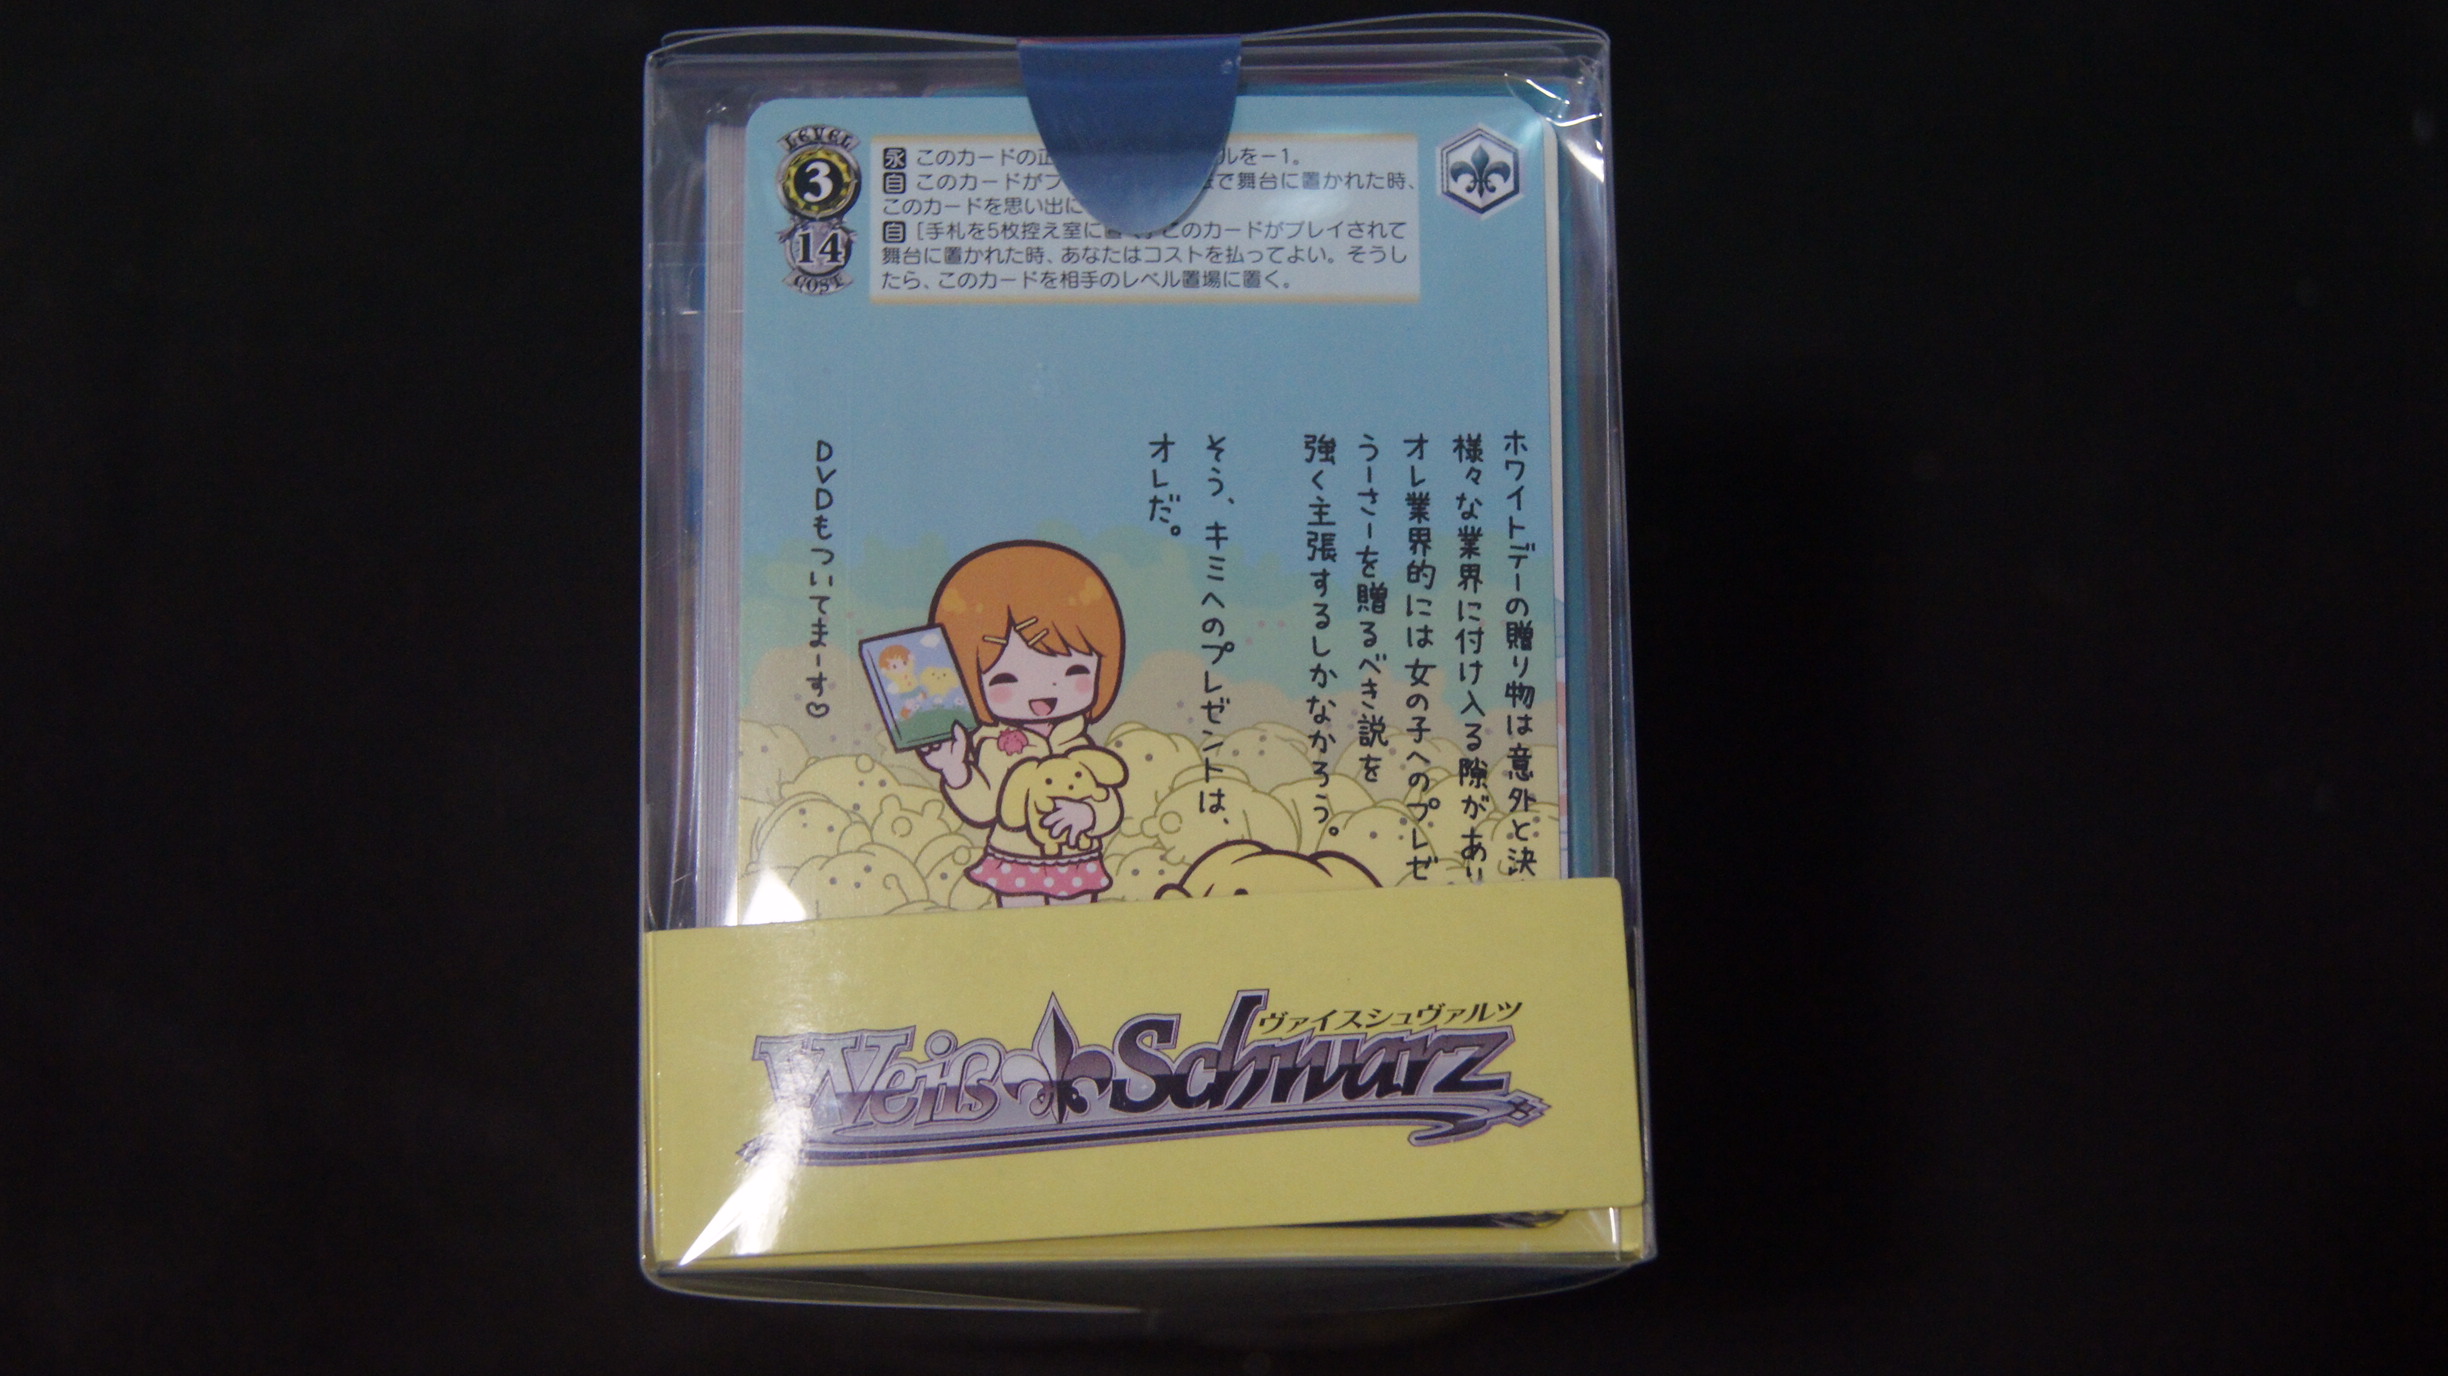 LEVEL
3
14
COST
永 このカードの正 ルを－1。
自 このカードがプ で舞台に置かれた時、
このカードを思い出に
自 ［手札を5枚控え室に置く］このカードがプレイされて
舞台に置かれた時、あなたはコストを払ってよい。そうし
たら、このカードを相手のレベル置場に置く。
ホワイトデーの贈り物は意外と決
様々な業界に付け入る隙があり
オレ業界的には女の子へのプレゼ
うーさーを贈るべき説を
強く主張するしかなかろう。
そう、キミへのプレゼントは、
オレだ。
DVDもついてまーす♡
ヴァイスシュヴァルツ
Weiß Schwarz